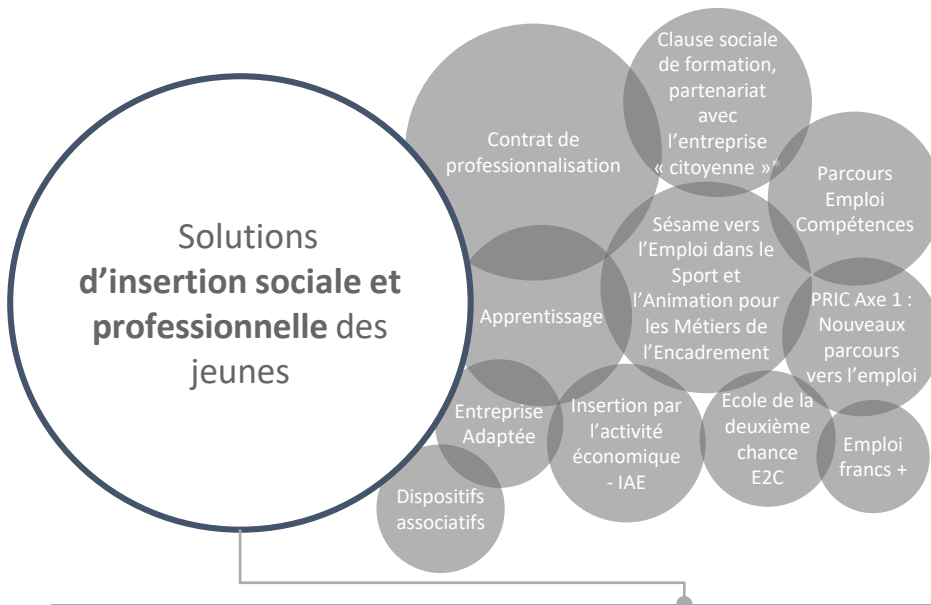 Solutions
d'insertion sociale et
professionnelle des
jeunes
Contrat de
professionnalisation
Clause sociale
de formation,
partenariat
avec
l'entreprise
« citoyenne »*
Parcours
Emploi
Compétences
Sésame vers
l'Emploi dans le
Sport et
l'Animation pour
les Métiers de
l'Encadrement
Apprentissage
PRIC Axe 1 :
Nouveaux
parcours
vers l'emploi
Entreprise
Adaptée
Insertion par
l'activité
économique
- IAE
Ecole de la
deuxième
chance
E2C
Emploi
francs +
Dispositifs
associatifs